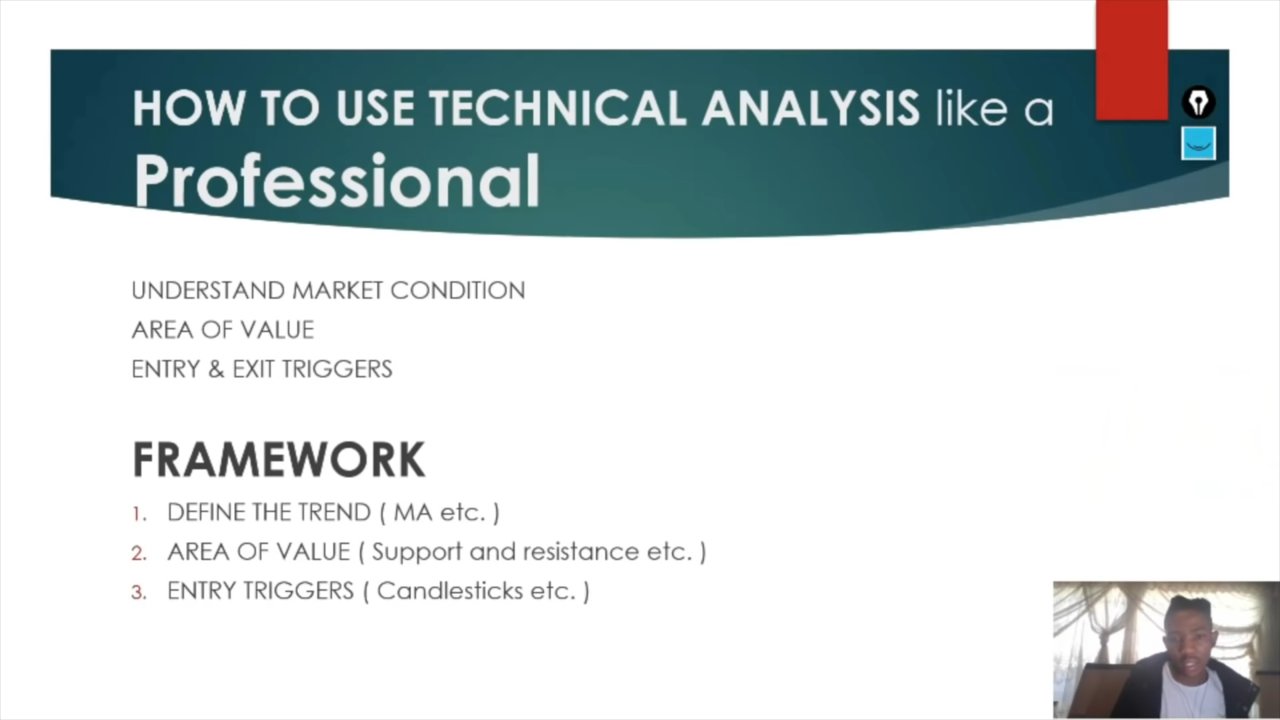 HOW TO USE TECHNICAL ANALYSIS like a
Professional
UNDERSTAND MARKET CONDITION
AREA OF VALUE
ENTRY & EXIT TRIGGERS
FRAMEWORK
1. DEFINE THE TREND ( MA etc. )
2. AREA OF VALUE ( Support and resistance etc. )
3. ENTRY TRIGGERS ( Candlesticks etc. )